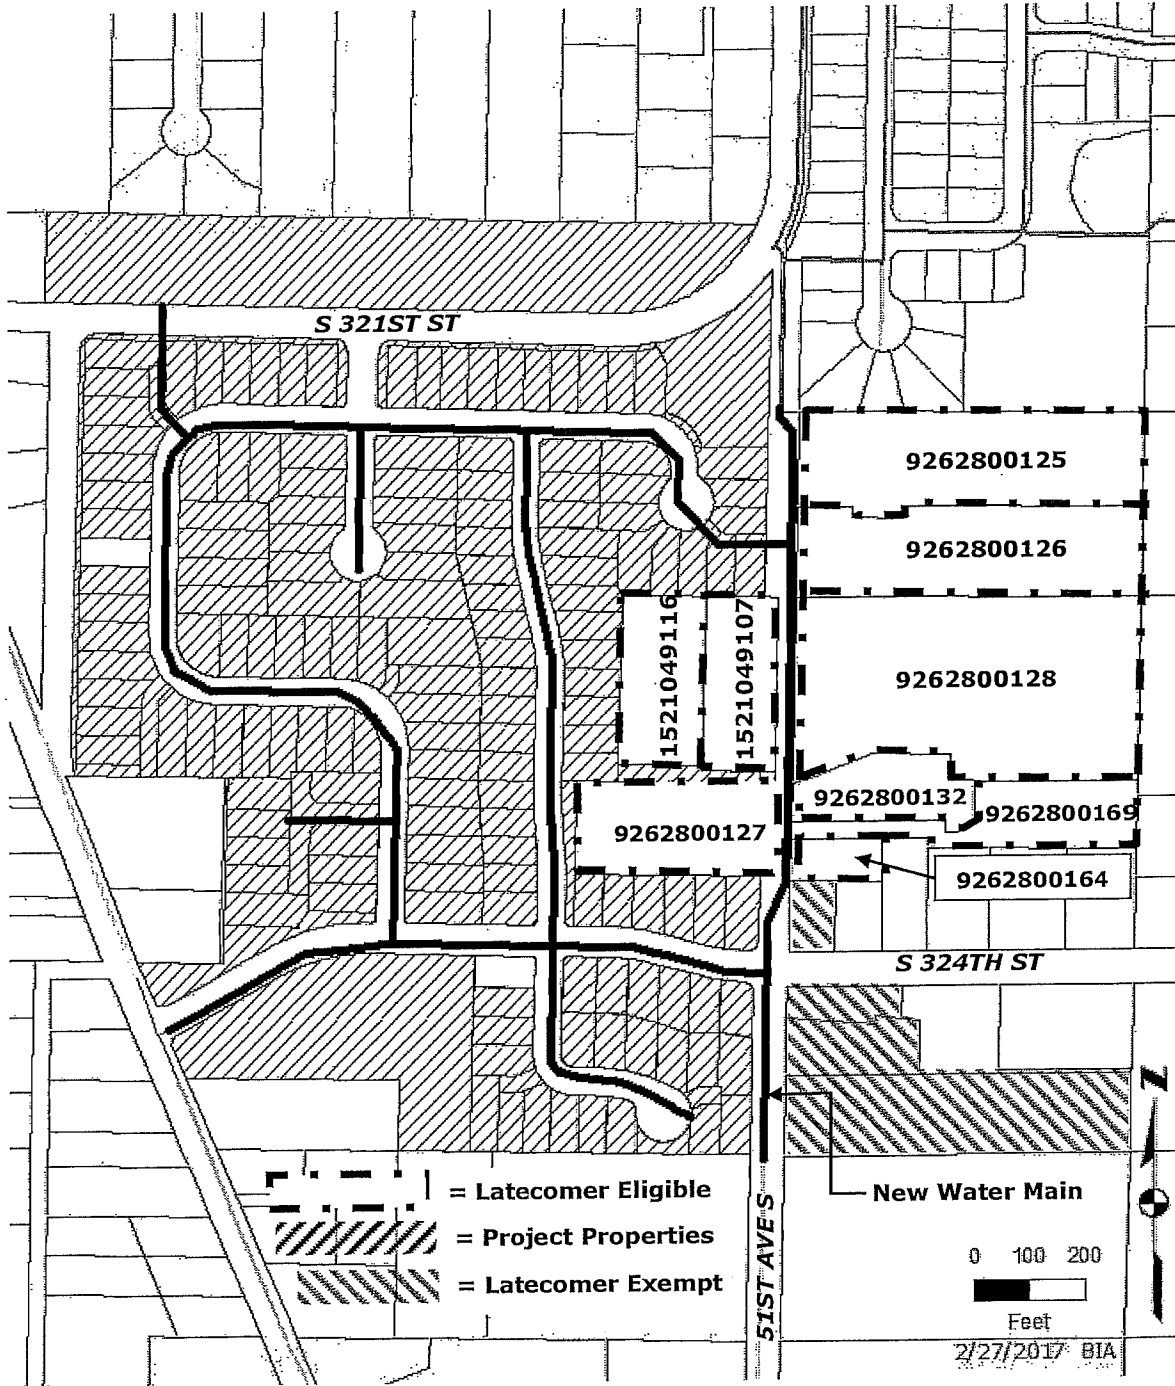 S 321ST ST
9262800125
9262800126
1521049116
1521049107
9262800128
9262800132
9262800169
9262800127
9262800164
S 324TH ST
N
= Latecomer Eligible
New Water Main
= Project Properties
51ST AVE S
= Latecomer Exempt
0 100 200
Feet
2/27/2017 BIA